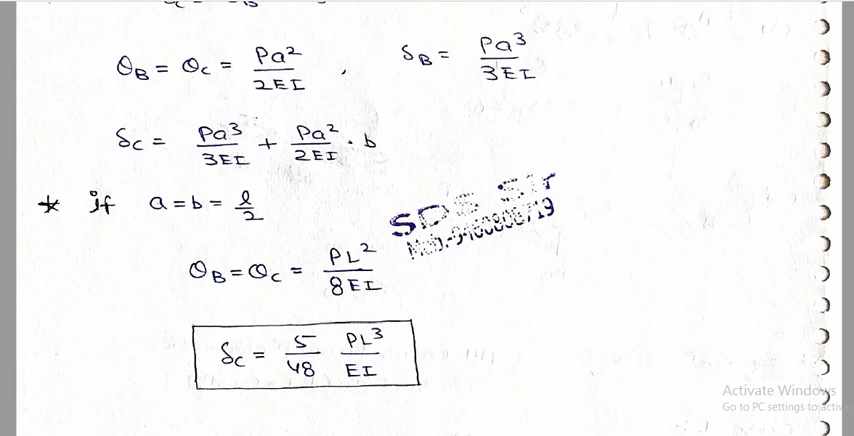 θB = θC = Pa²/2EI , δB = Pa³/3EI
δC = Pa³/3EI + Pa²/2EI · b
* if a = b = l/2
SDS Sir
θB = θC = PL²/8EI
δC = 5/48 PL³/EI
Activate Windows
Go to PC settings to activ